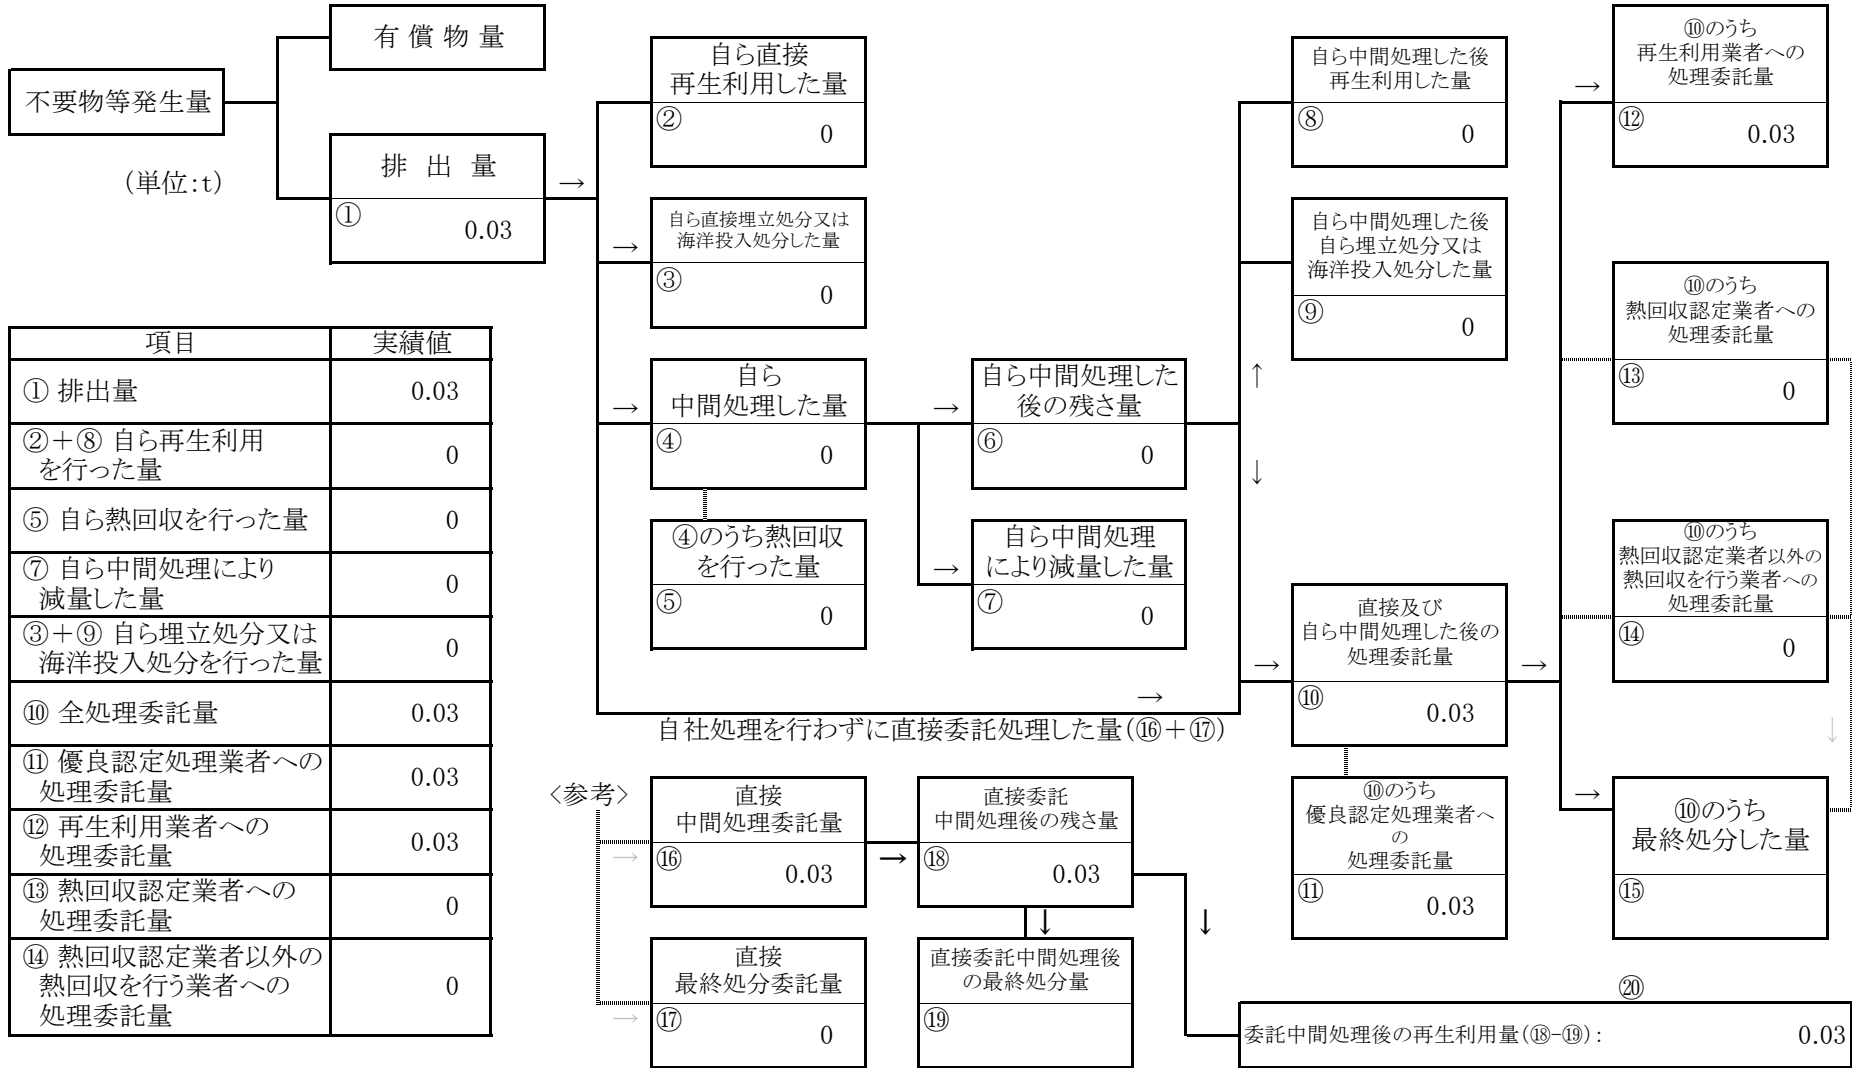 有償物量
不要物等発生量
(単位:t)
排出量
①
0.03
→
自ら直接
再生利用した量
②
0
→
自ら直接埋立処分又は
海洋投入処分した量
③
0
→
自ら
中間処理した量
④
0
④のうち熱回収
を行った量
⑤
0
→
自ら中間処理した
後の残さ量
⑥
0
→
自ら中間処理
により減量した量
⑦
0
↑
↓
自ら中間処理した後
再生利用した量
⑧
0
自ら中間処理した後
自ら埋立処分又は
海洋投入処分した量
⑨
0
→
自社処理を行わずに直接委託処理した量(⑯+⑰)
→
直接及び
自ら中間処理した後の
処理委託量
⑩
0.03
⑩のうち
優良認定処理業者へ
の
処理委託量
⑪
0.03
→
→
⑩のうち
再生利用業者への
処理委託量
⑫
0.03
⑩のうち
熱回収認定業者への
処理委託量
⑬
0
⑩のうち
熱回収認定業者以外の
熱回収を行う業者への
処理委託量
⑭
0
↓
→
⑩のうち
最終処分した量
⑮
項目 実績値
① 排出量 0.03
②+⑧ 自ら再生利用
を行った量 0
⑤ 自ら熱回収を行った量 0
⑦ 自ら中間処理により
減量した量 0
③+⑨ 自ら埋立処分又は
海洋投入処分を行った量 0
⑩ 全処理委託量 0.03
⑪ 優良認定処理業者への
処理委託量 0.03
⑫ 再生利用業者への
処理委託量 0.03
⑬ 熱回収認定業者への
処理委託量 0
⑭ 熱回収認定業者以外の
熱回収を行う業者への
処理委託量 0
<参考>
→
直接
中間処理委託量
⑯
0.03
→
直接委託
中間処理後の残さ量
⑱
0.03
↓
↓
→
直接
最終処分委託量
⑰
0
直接委託中間処理後
の最終処分量
⑲
⑳
委託中間処理後の再生利用量(⑱-⑲): 0.03